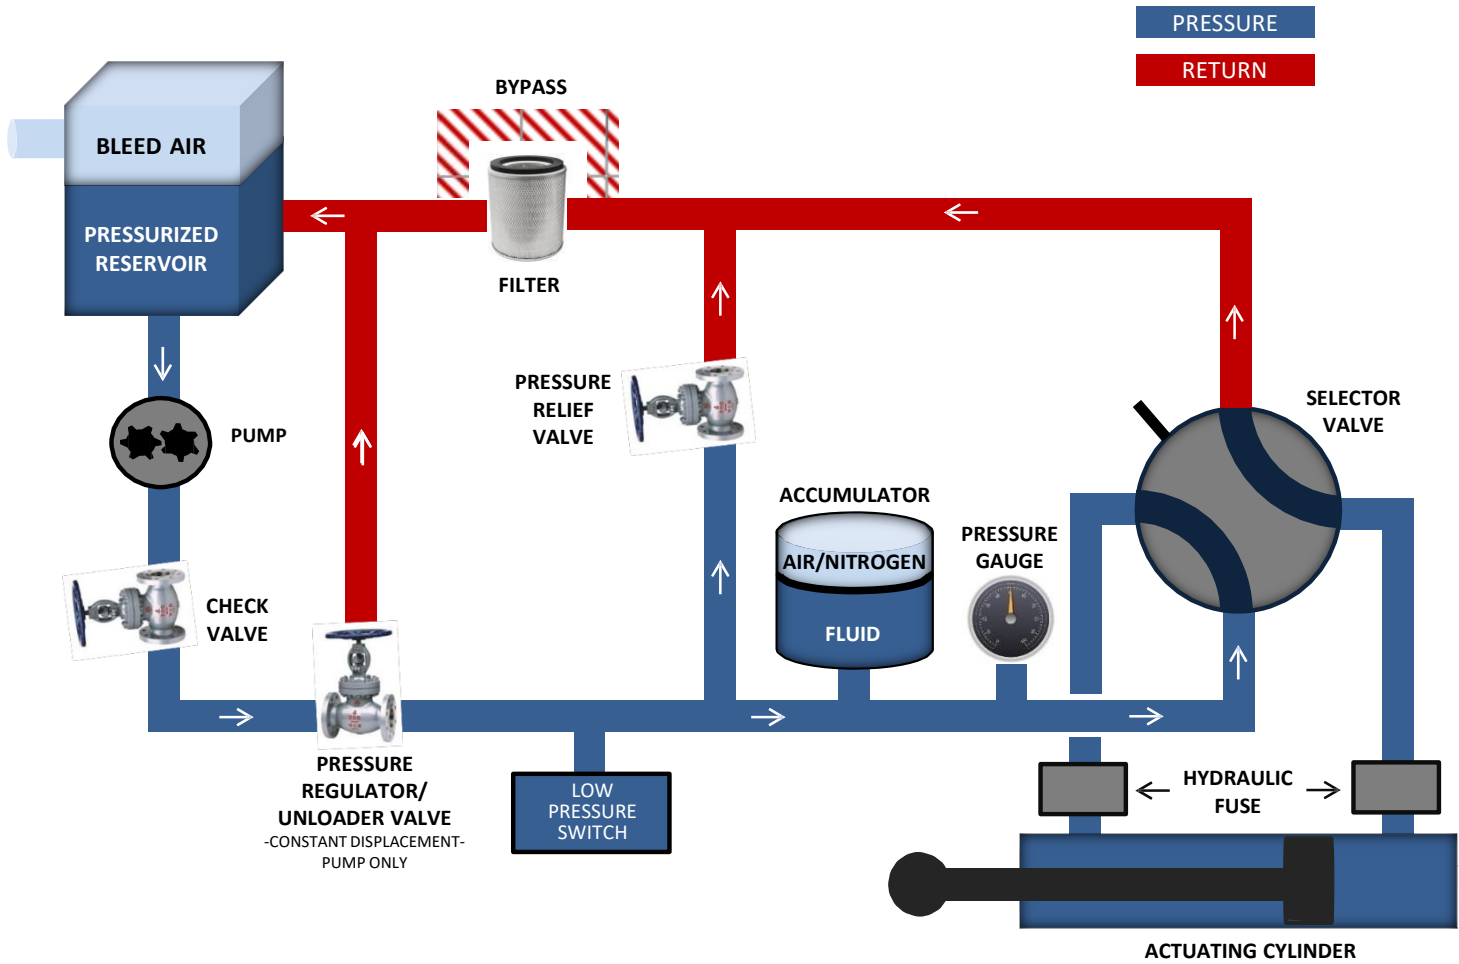 PRESSURE
RETURN
BYPASS
BLEED AIR
PRESSURIZED
RESERVOIR
FILTER
PRESSURE
RELIEF
VALVE
SELECTOR
VALVE
PUMP
ACCUMULATOR
AIR/NITROGEN
FLUID
PRESSURE
GAUGE
CHECK
VALVE
PRESSURE
REGULATOR/
UNLOADER VALVE
-CONSTANT DISPLACEMENT-
PUMP ONLY
LOW
PRESSURE
SWITCH
HYDRAULIC
FUSE
ACTUATING CYLINDER